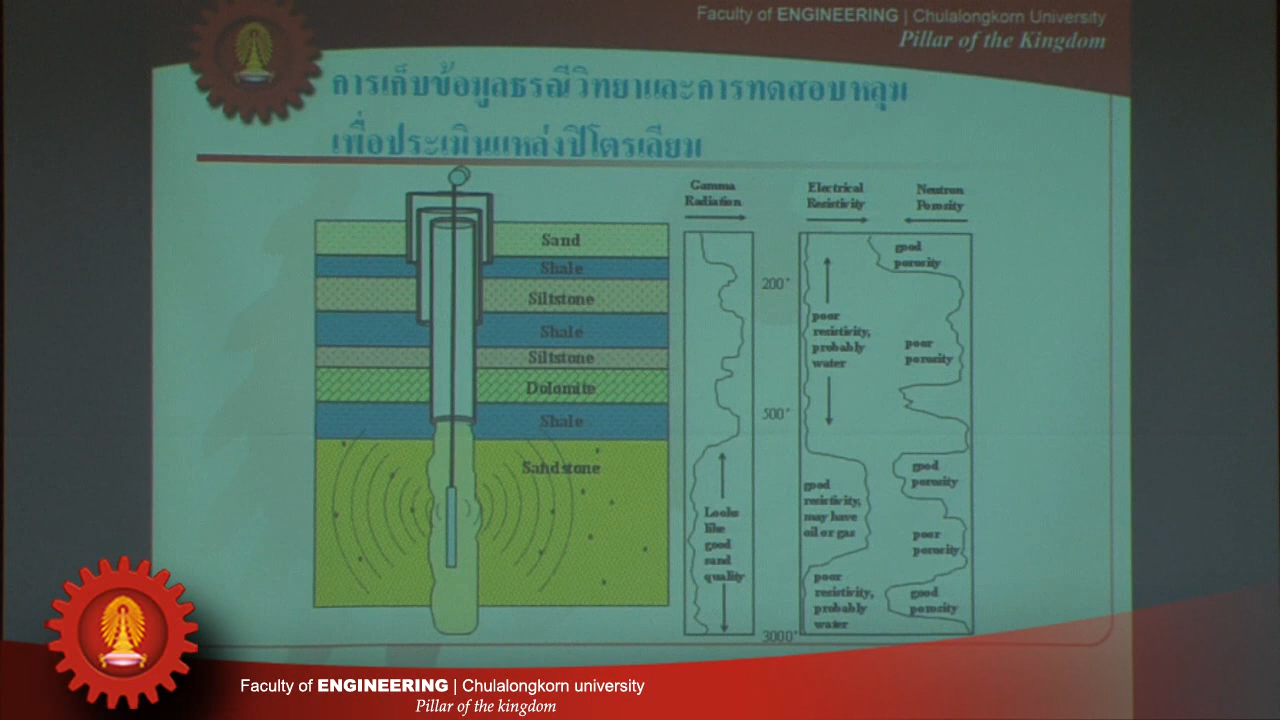 Faculty of ENGINEERING | Chulalongkorn University
Pillar of the Kingdom
การเก็บข้อมูลธรณีวิทยาและการทดสอบหลุม
เพื่อประเมินแหล่งปิโตรเลียม
Gamma
Radiation
Electrical
Resistivity
Neutron
Porosity
Sand
Shale
Siltstone
Shale
Siltstone
Dolomite
Shale
Sandstone
200'
500'
3000'
Looks
like
good
sand
quality
poor
resistivity,
probably
water
good
resistivity,
may have
oil or gas
poor
resistivity,
probably
water
good
porosity
poor
porosity
good
porosity
poor
porosity
good
porosity
Faculty of ENGINEERING | Chulalongkorn university
Pillar of the kingdom